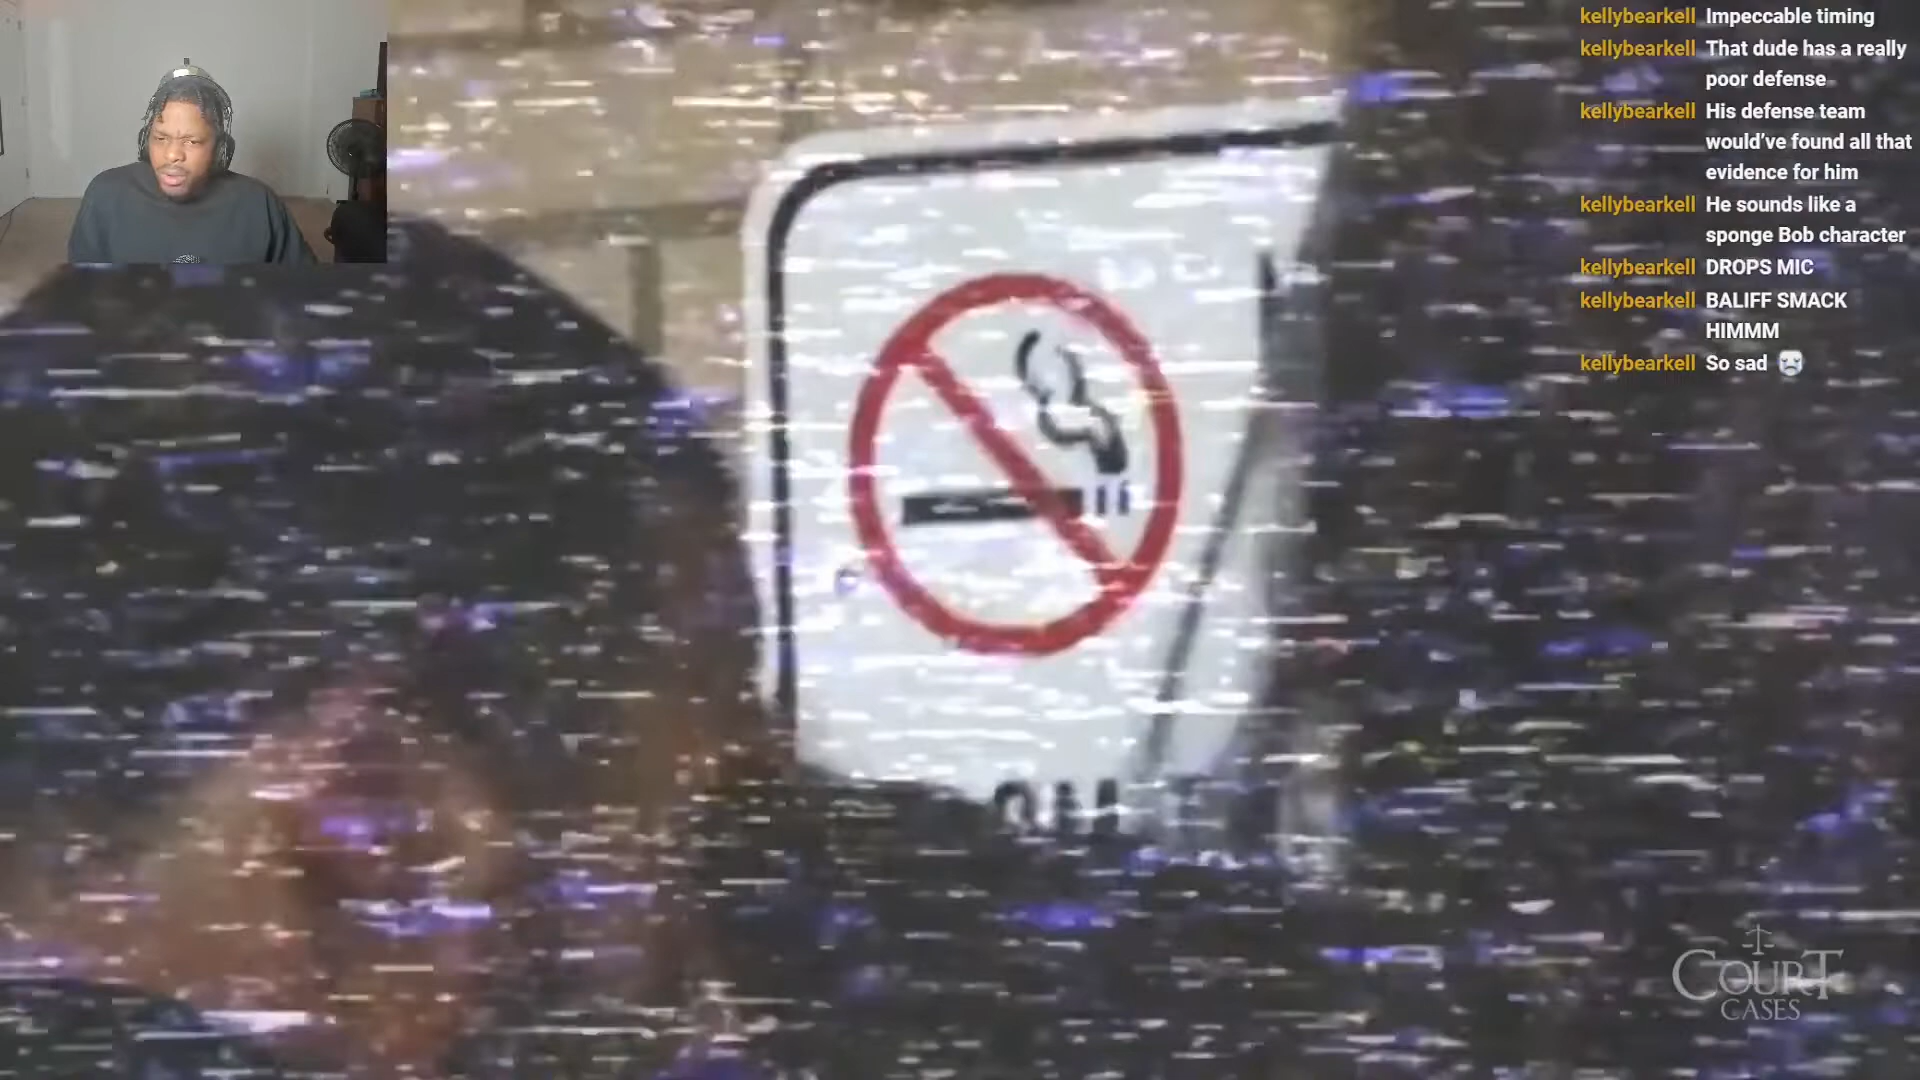 kellybearkell Impeccable timing
kellybearkell That dude has a really
poor defense
kellybearkell His defense team
would've found all that
evidence for him
kellybearkell He sounds like a
sponge Bob character
kellybearkell DROPS MIC
kellybearkell BALIFF SMACK
HIMMM
kellybearkell So sad 😢
COURT
CASES